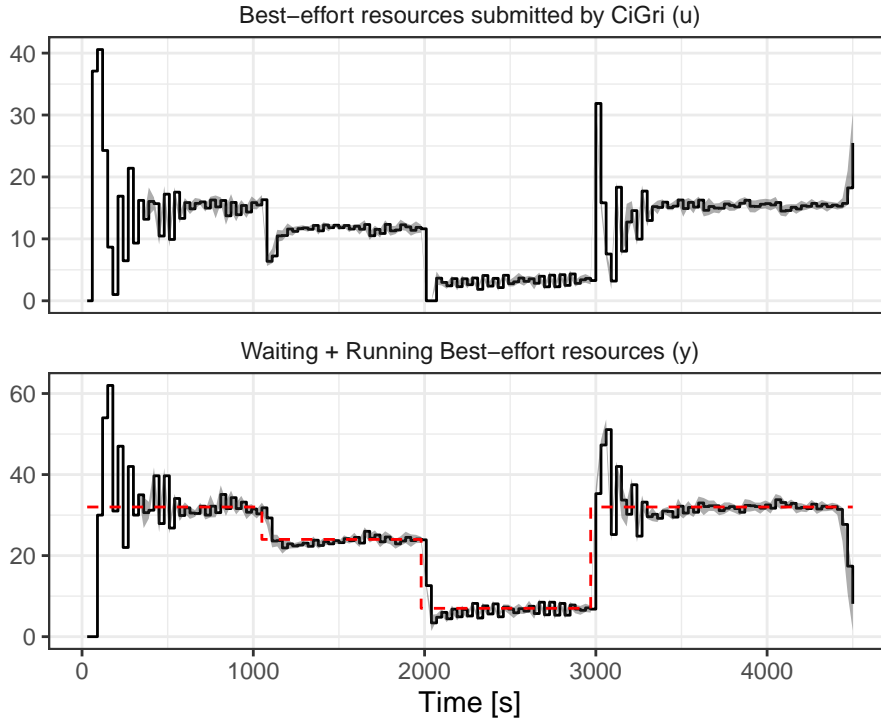 Best−effort resources submitted by CiGri (u)
40
30
20
10
0
Waiting + Running Best−effort resources (y)
60
40
20
0
0 1000 2000 3000 4000
Time [s]